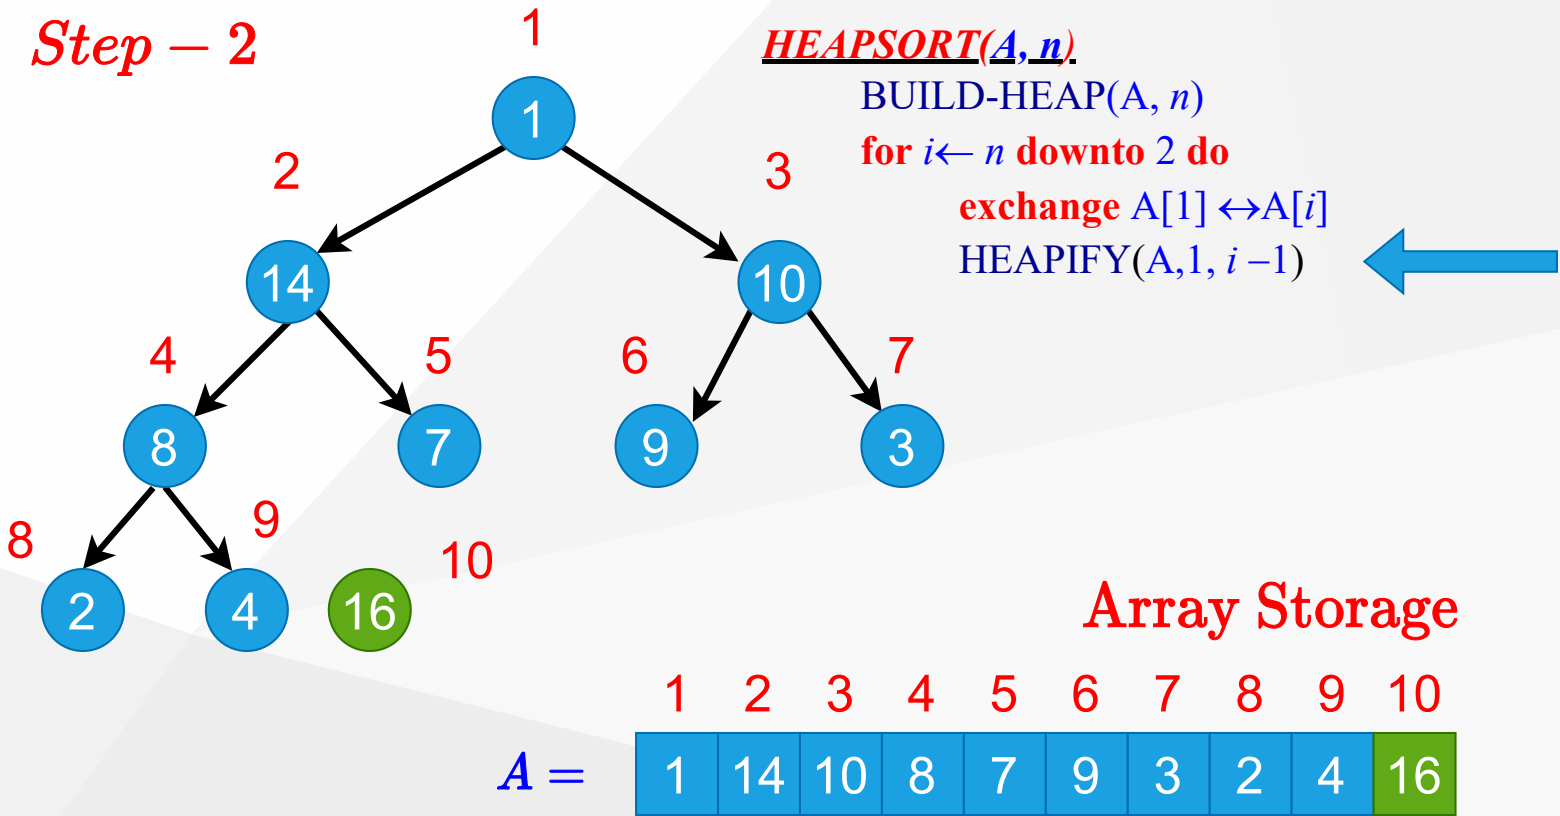 Step – 2
HEAPSORT(A, n)
BUILD-HEAP(A, n)
for i← n downto 2 do
exchange A[1] ↔A[i]
HEAPIFY(A,1, i –1)
1
1
2
3
14
10
4
5
6
7
8
7
9
3
8
9
10
2
4
16
Array Storage
1 2 3 4 5 6 7 8 9 10
A = 1 14 10 8 7 9 3 2 4 16